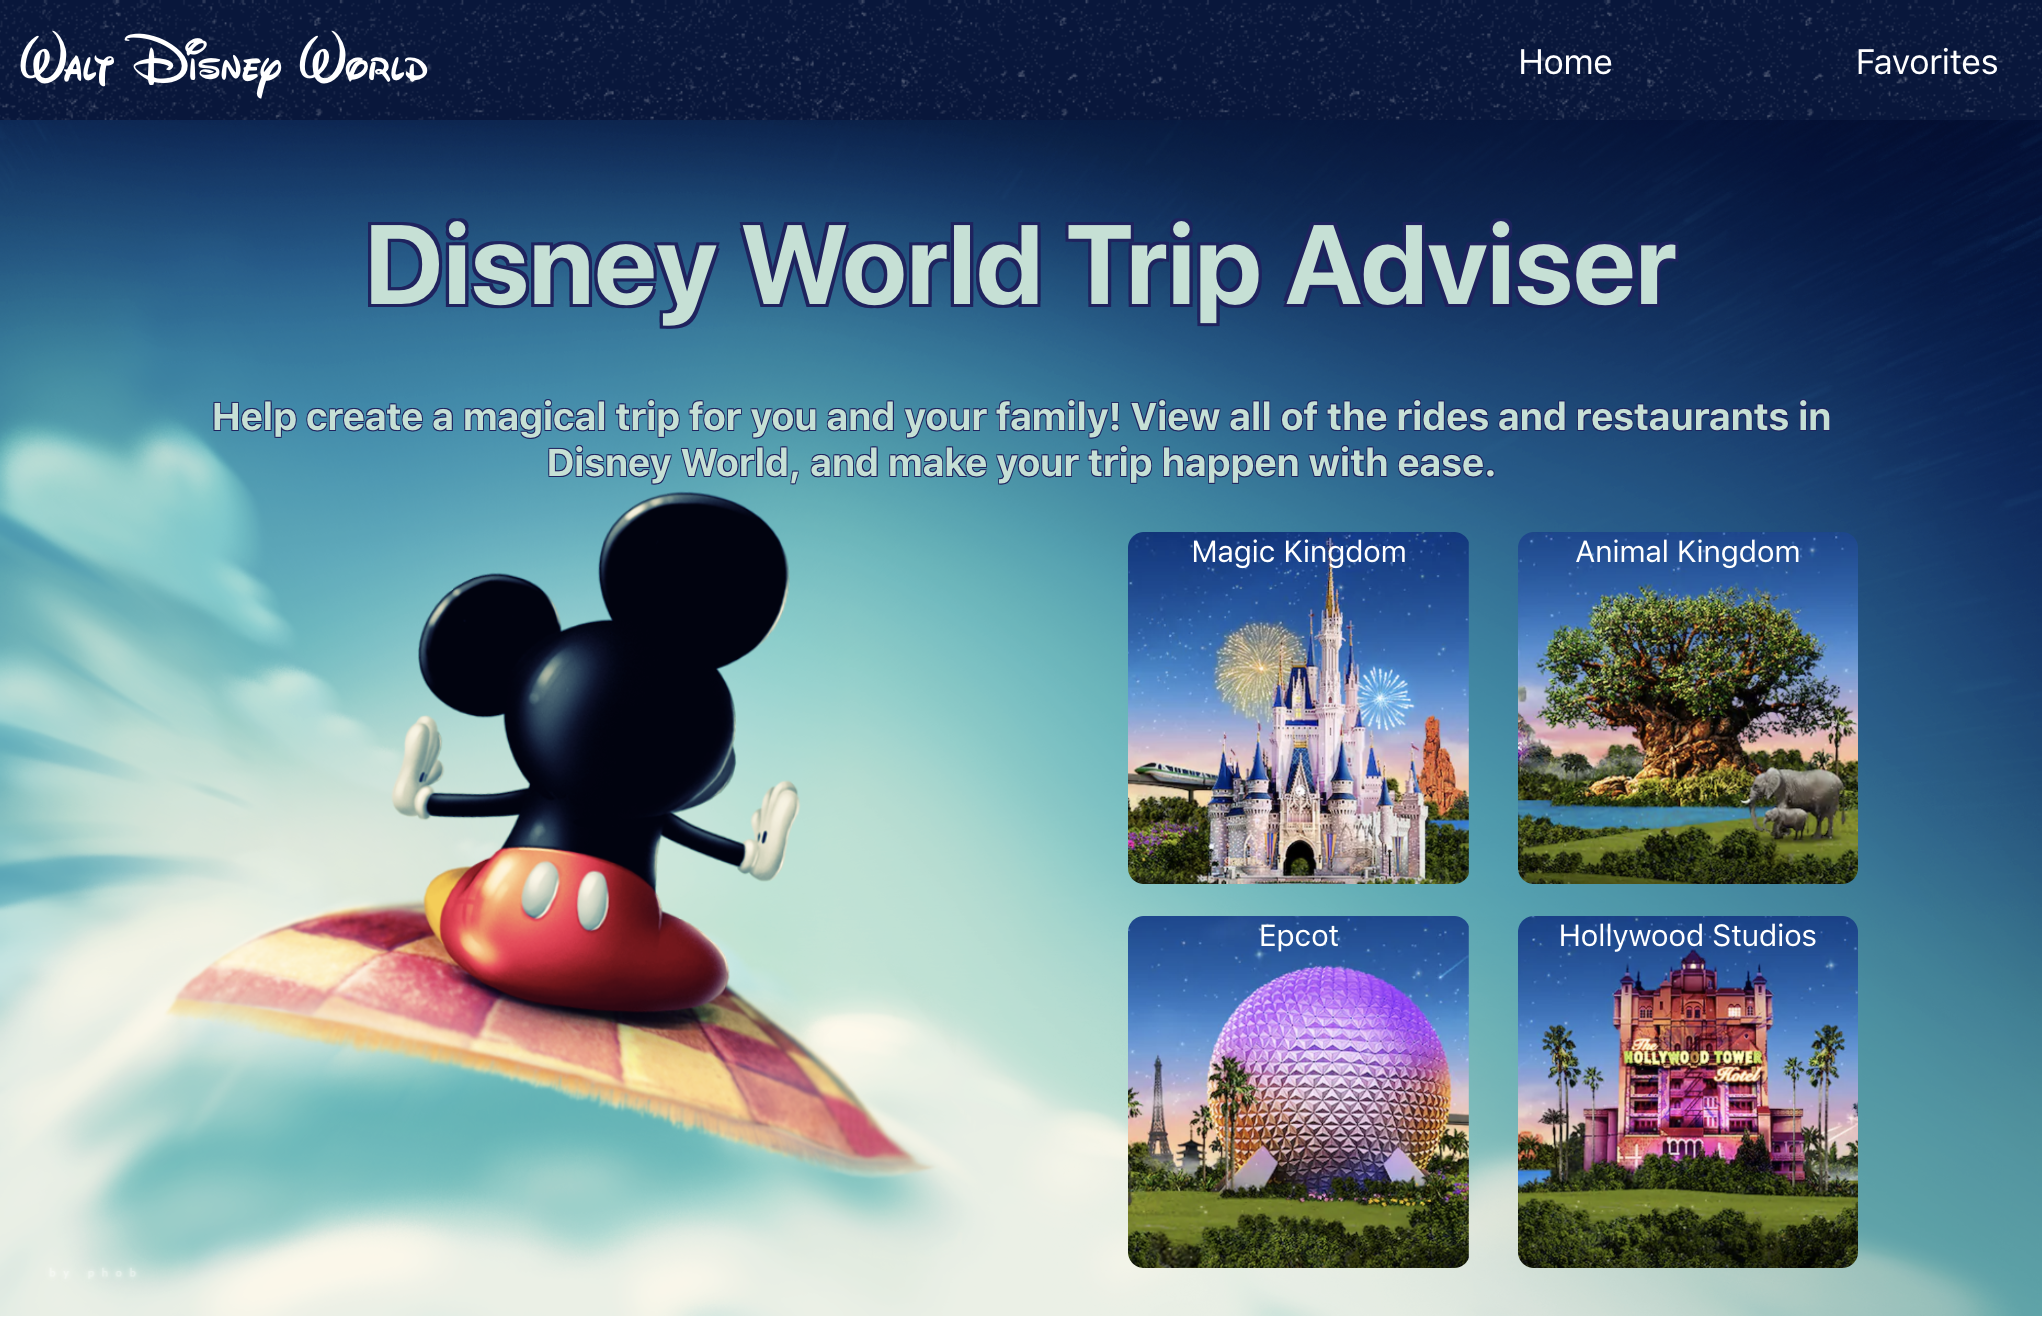 Walt Disney World
Home
Favorites
Disney World Trip Adviser
Help create a magical trip for you and your family! View all of the rides and restaurants in
Disney World, and make your trip happen with ease.
Magic Kingdom
Animal Kingdom
Epcot
Hollywood Studios
The
HOLLYWOOD TOWER
Hotel